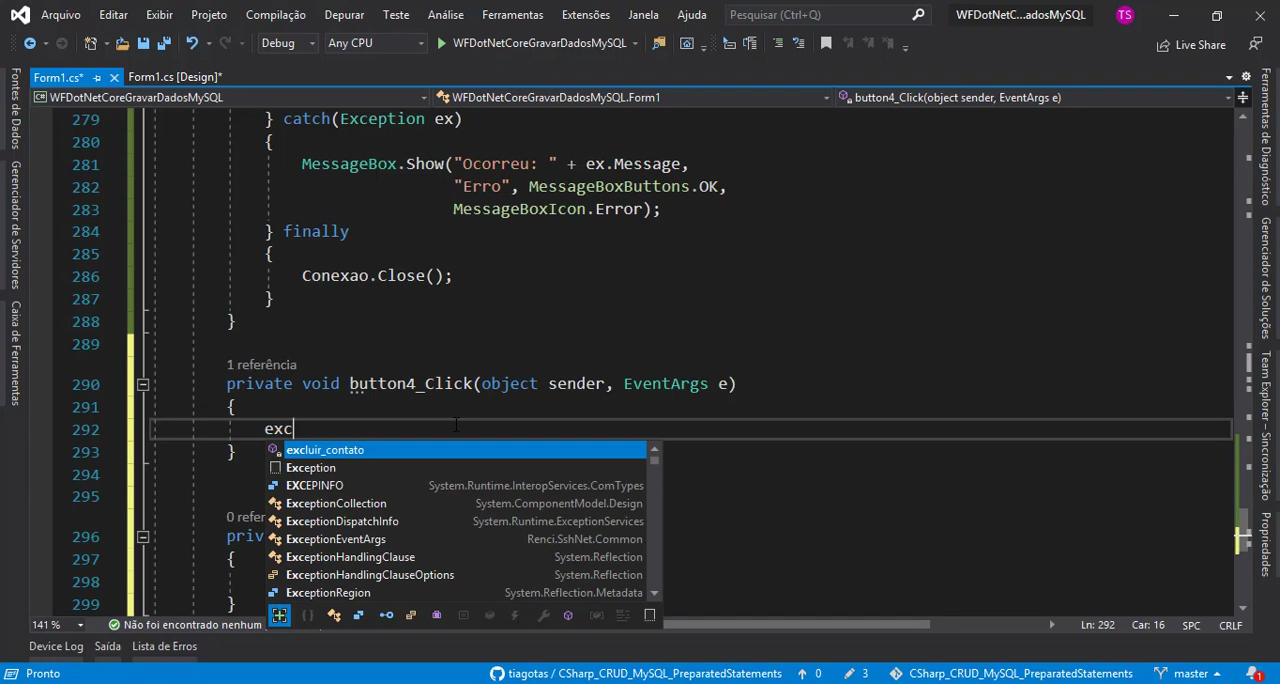 Arquivo Editar Exibir Projeto Compilação Depurar Teste Análise Ferramentas Extensões Janela Ajuda Pesquisar (Ctrl+Q) WFDotNetC...adosMySQL TS
Debug Any CPU WFDotNetCoreGravarDadosMySQL Live Share
Form1.cs* Form1.cs [Design]*
WFDotNetCoreGravarDadosMySQL WFDotNetCoreGravarDadosMySQL.Form1 button4_Click(object sender, EventArgs e)
Fontes de Dados
Gerenciador de Servidores
Caixa de Ferramentas
279 } catch(Exception ex)
280 {
281 MessageBox.Show("Ocorreu: " + ex.Message,
282 "Erro", MessageBoxButtons.OK,
283 MessageBoxIcon.Error);
284 } finally
285 {
286 Conexao.Close();
287 }
288 }
289
1 referência
290 private void button4_Click(object sender, EventArgs e)
291 {
292 exc
293 }
294
295
0 refer
296 priv
297 {
298
299 }
excluir_contato
Exception
EXCEPINFO System.Runtime.InteropServices.ComTypes
ExceptionCollection System.ComponentModel.Design
ExceptionDispatchInfo System.Runtime.ExceptionServices
ExceptionEventArgs Renci.SshNet.Common
ExceptionHandlingClause System.Reflection
ExceptionHandlingClauseOptions System.Reflection
ExceptionRegion System.Reflection.Metadata
Ferramentas de Diagnóstico
Gerenciador de Soluções
Team Explorer – Sincronização
Propriedades
141 % Não foi encontrado nenhum Ln: 292 Car: 16 SPC CRLF
Device Log Saída Lista de Erros
Pronto tiagotas / CSharp_CRUD_MySQL_PreparatedStatements 0 3 CSharp_CRUD_MySQL_PreparatedStatements master 1